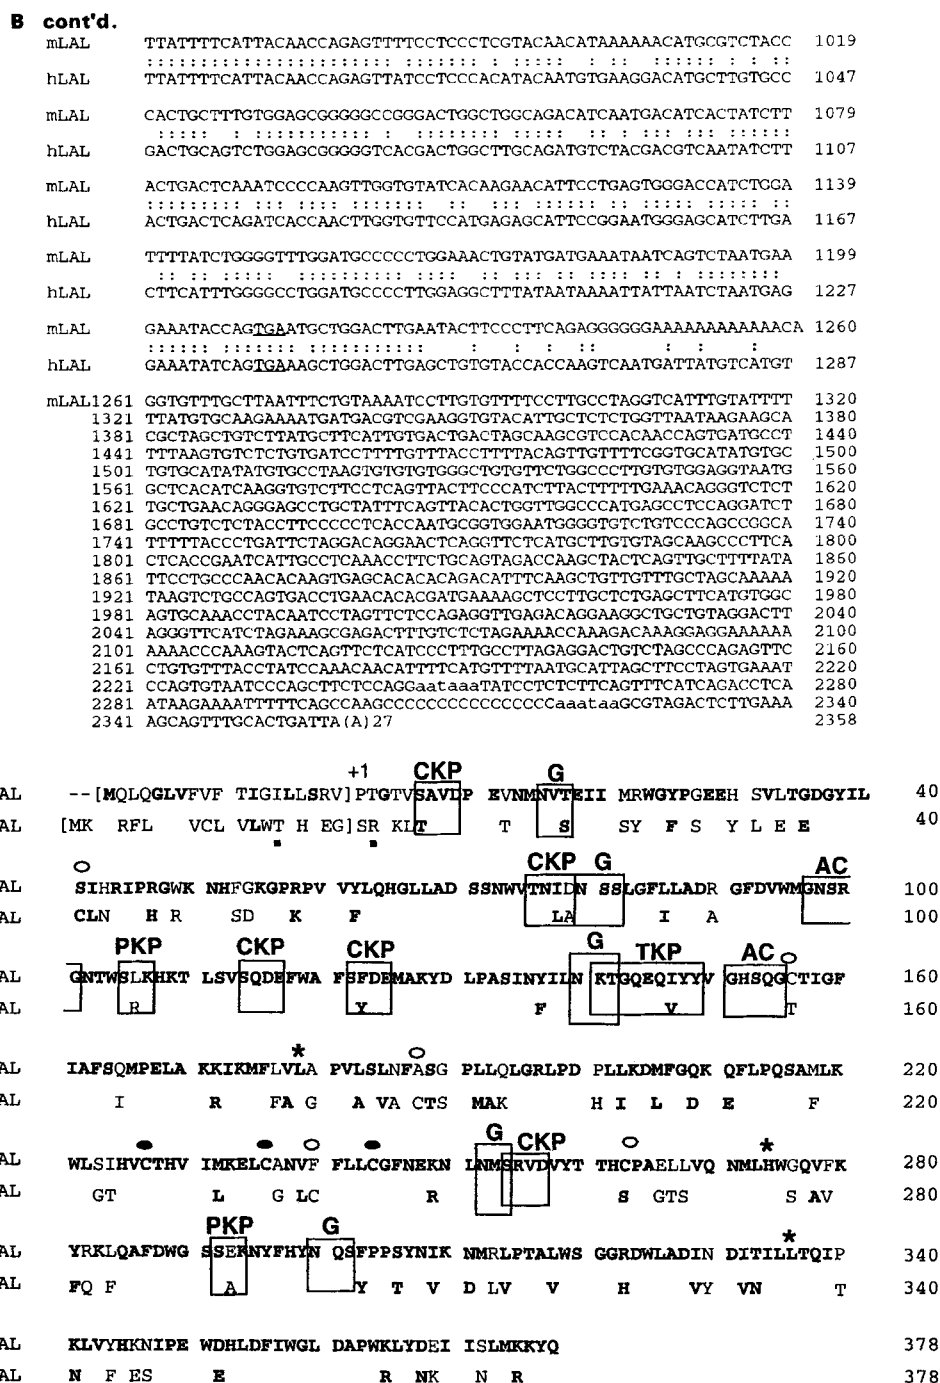 B cont'd.
mLAL TTATTTTCATTACAACCAGAGTTTTCCTCCCTCGTACAACATAAAAAACATGCGTCTACC 1019
hLAL TTATTTTCATTACAACCAGAGTTATCCTCCCACATACAATGTGAAGGACATGCTTGTGCC 1047
mLAL CACTGCTTTGTGGAGCGGGGGCCGGGACTGGCTGGCAGACATCAATGACATCACTATCTT 1079
hLAL GACTGCAGTCTGGAGCGGGGGTCACGACTGGCTTGCAGATGTCTACGACGTCAATATCTT 1107
mLAL ACTGACTCAAATCCCCAAGTTGGTGTATCACAAGAACATTCCTGAGTGGGACCATCTGGA 1139
hLAL ACTGACTCAGATCACCAACTTGGTGTTCCATGAGAGCATTCCGGAATGGGAGCATCTTGA 1167
mLAL TTTTATCTGGGGTTTGGATGCCCCCTGGAAACTGTATGATGAAATAATCAGTCTAATGAA 1199
hLAL CTTCATTTGGGGCCTGGATGCCCCTTGGAGGCTTTATAATAAAATTATTAATCTAATGAG 1227
mLAL GAAATACCAGTGAATGCTGGACTTGAATACTTCCCTTCAGAGGGGGGAAAAAAAAAAAACA 1260
hLAL GAAATATCAGTGAAAGCTGGACTTGAGCTGTGTACCACCAAGTCAATGATTATGTCATGT 1287
mLAL1261 GGTGTTTGCTTAATTTCTGTAAAATCCTTGTGTTTTCCTTGCCTAGGTCATTTGTATTTT 1320
1321 TTATGTGCAAGAAAATGATGACGTCGAAGGTGTACATTGCTCTCTGGTTAATAAGAAGCA 1380
1381 CGCTAGCTGTCTTATGCTTCATTGTGACTGACTAGCAAGCGTCCACAACCAGTGATGCCT 1440
1441 TTTAAGTGTCTCTGTGATCCTTTTGTTTACCTTTTACAGTTGTTTTCGGTGCATATGTGC 1500
1501 TGTGCATATATGTGCCTAAGTGTGTGTGGGCTGTGTTCTGGCCCTTGTGTGGAGGTAATG 1560
1561 GCTCACATCAAGGTGTCTTCCTCAGTTACTTCCCATCTTACTTTTTGAAACAGGGTCTCT 1620
1621 TGCTGAACAGGGAGCCTGCTATTTCAGTTACACTGGTTGGCCCATGAGCCTCCAGGATCT 1680
1681 GCCTGTCTCTACCTTCCCCCTCACCAATGCGGTGGAATGGGGTGTCTGTCCCAGCCGGCA 1740
1741 TTTTTACCCTGATTCTAGGACAGGAACTCAGGTTCTCATGCTTGTGTAGCAAGCCCTTCA 1800
1801 CTCACCGAATCATTGCCTCAAACCTTCTGCAGTAGACCAAGCTACTCAGTTGCTTTTATA 1860
1861 TTCCTGCCCAACACAAGTGAGCACACACAGACATTTCAAGCTGTTGTTTGCTAGCAAAAA 1920
1921 TAAGTCTGCCAGTGACCTGAACACACGATGAAAAGCTCCTTGCTCTGAGCTTCATGTGGC 1980
1981 AGTGCAAACCTACAATCCTAGTTCTCCAGAGGTTGAGACAGGAAGGCTGCTGTAGGACTT 2040
2041 AGGGTTCATCTAGAAAGCGAGACTTTGTCTCTAGAAAACCAAAGACAAAGGAGGAAAAAA 2100
2101 AAAACCCAAAGTACTCAGTTCTCATCCCTTTGCCTTAGAGGACTGTCTAGCCCAGAGTTC 2160
2161 CTGTGTTTACCTATCCAAACAACATTTTCATGTTTTTAATGCATTAGCTTCCTAGTGAAAT 2220
2221 CCAGTGTAATCCCAGCTTCTCCAGGaataaaTATCCTCTCTTCAGTTTCATCAGACCTCA 2280
2281 ATAAGAAAATTTTTCAGCCAAGCCCCCCCCCCCCCCCCaaataaGCGTAGACTCTTGAAA 2340
2341 AGCAGTTTGCACTGATTA(A)27 2358
+1 CKP G
AL --[MQLQGLVFVF TIGILLSRV]PTGTVSAVDP EVNMNVTEII MRWGYPGEEH SVLTGDGYIL 40
AL [MK RFL VCL VLWT H EG]SR KLT T S SY F S Y L E E 40
CKP G AC
AL SIHRIPRGWK NHFGKGPRPV VYLQHGLLAD SSNWVTNIDN SSLGFLLADR GFDVWMGNSR 100
AL CLN H R SD K F LA I A 100
PKP CKP CKP G TKP AC
AL GNTWSLKHKT LSVSQDEFWA FSFDEMAKYD LPASINYILN KTGQEQIYYV GHSQGCTIGF 160
AL R Y F V T 160
* 
AL IAFSQMPELA KKIKMFLVLA PVLSLNFASG PLLQLGRLPD PLLKDMFGQK QFLPQSAMLK 220
AL I R FA G A VA CTS MAK H I L D E F 220
G CKP *
AL WLSIHVCTHV IMKELCANVF FLLCGFNEKN LNMSRVDVYT THCPAELLVQ NMLHWGQVFK 280
AL GT L G LC R S GTS S AV 280
PKP G *
AL YRKLQAFDWG SSEKNYFHYN QSFPPSYNIK NMRLPTALWS GGRDWLADIN DITILLTQIP 340
AL FQ F A Y T V D LV V H VY VN T 340
AL KLVYHKNIPE WDHLDFIWGL DAPWKLYDEI ISLMKKYQ 378
AL N F ES E R NK N R 378